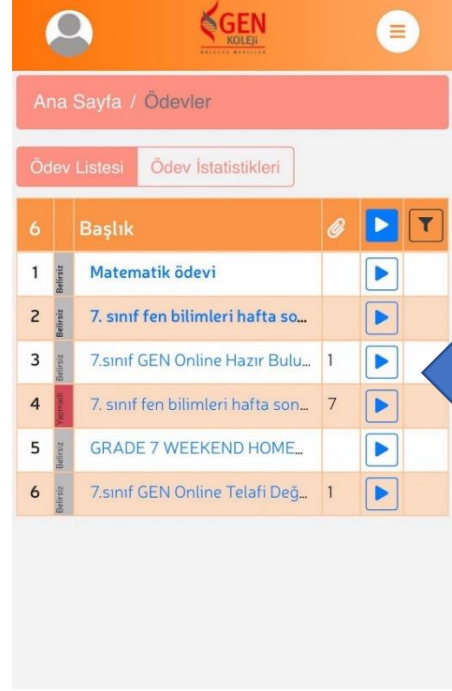 GEN
KOLEJİ
Ana Sayfa / Ödevler
Ödev Listesi Ödev İstatistikleri
6 Başlık
1 Belirsiz Matematik ödevi
2 Belirsiz 7. sınıf fen bilimleri hafta so...
3 Belirsiz 7.sınıf GEN Online Hazır Bulu... 1
4 Yapmadı 7. sınıf fen bilimleri hafta son... 7
5 Belirsiz GRADE 7 WEEKEND HOME...
6 Belirsiz 7.sınıf GEN Online Telafi Değ... 1